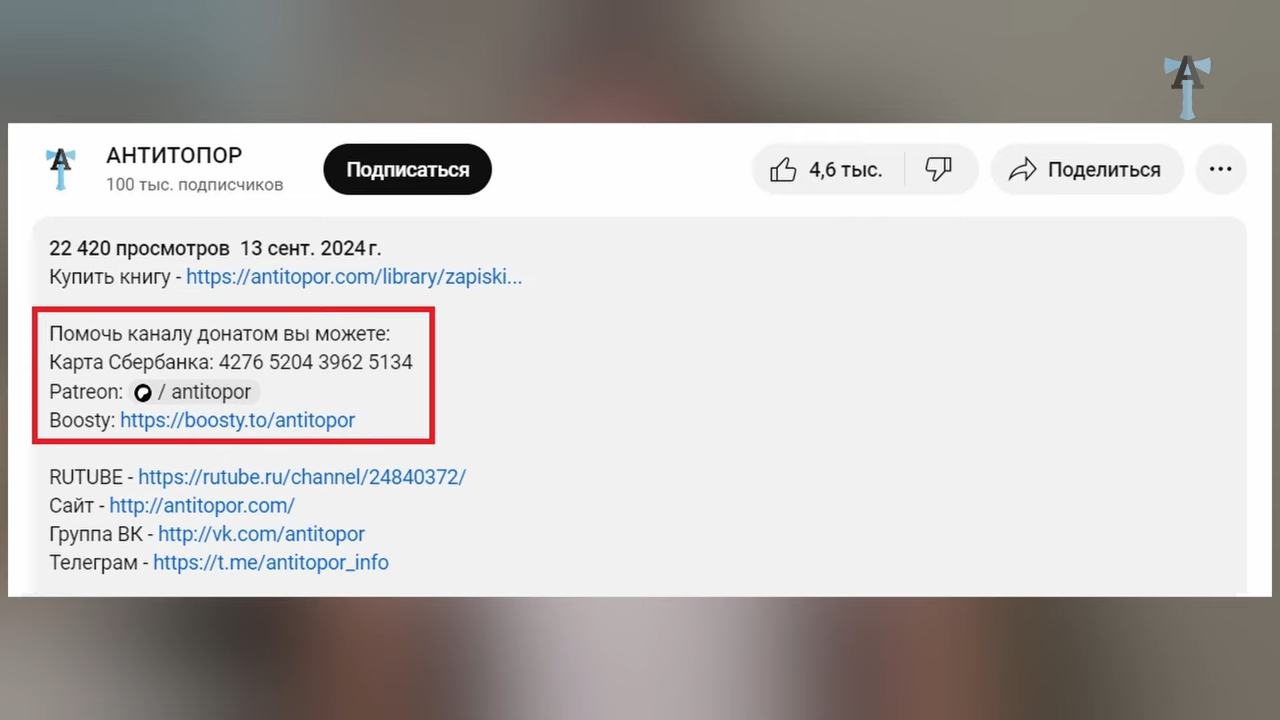 АНТИТОПОР
100 тыс. подписчиков
Подписаться
4,6 тыс.
Поделиться
22 420 просмотров 13 сент. 2024 г.
Купить книгу - https://antitopor.com/library/zapiski...
Помочь каналу донатом вы можете:
Карта Сбербанка: 4276 5204 3962 5134
Patreon: / antitopor
Boosty: https://boosty.to/antitopor
RUTUBE - https://rutube.ru/channel/24840372/
Сайт - http://antitopor.com/
Группа ВК - http://vk.com/antitopor
Телеграм - https://t.me/antitopor_info